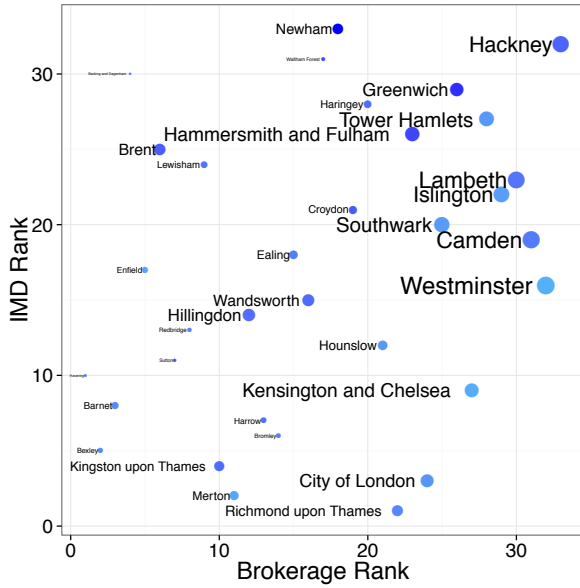 Newham
Hackney
Waltham Forest
30
Barking and Dagenham
Greenwich
Haringey
Tower Hamlets
Hammersmith and Fulham
Brent
Lewisham
Lambeth
Islington
Croydon
20
Southwark
Camden
Ealing
Enfield
Westminster
Wandsworth
Hillingdon
Redbridge
Hounslow
Sutton
10
Havering
Kensington and Chelsea
Barnet
Harrow
Bromley
Bexley
Kingston upon Thames
City of London
Merton
Richmond upon Thames
0
IMD Rank
0 10 20 30
Brokerage Rank